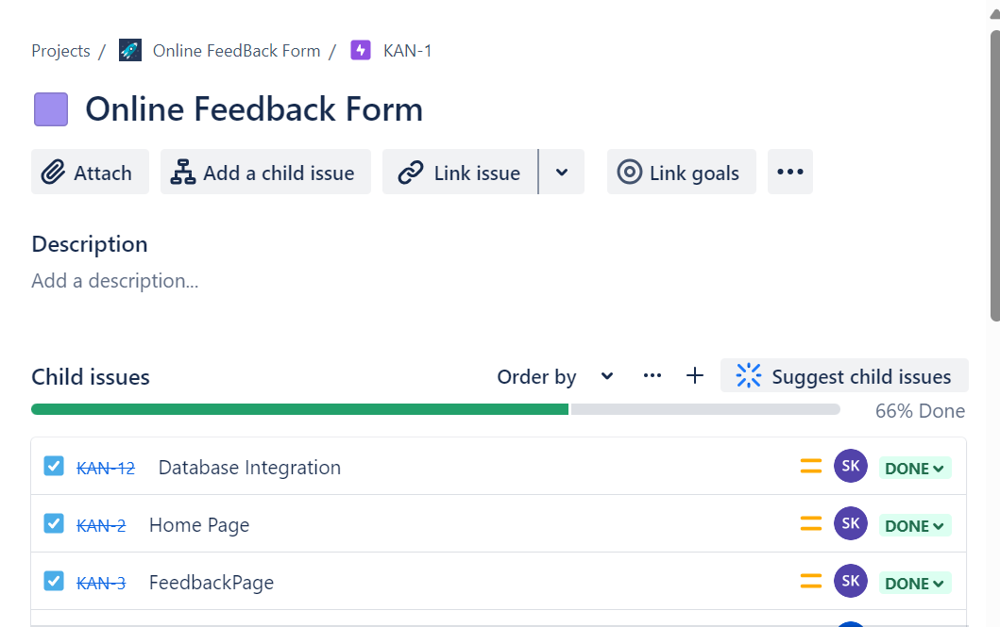 Projects / Online FeedBack Form / KAN-1
Online Feedback Form
Attach Add a child issue Link issue Link goals
Description
Add a description...
Child issues Order by Suggest child issues
66% Done
KAN-12 Database Integration SK DONE
KAN-2 Home Page SK DONE
KAN-3 FeedbackPage SK DONE